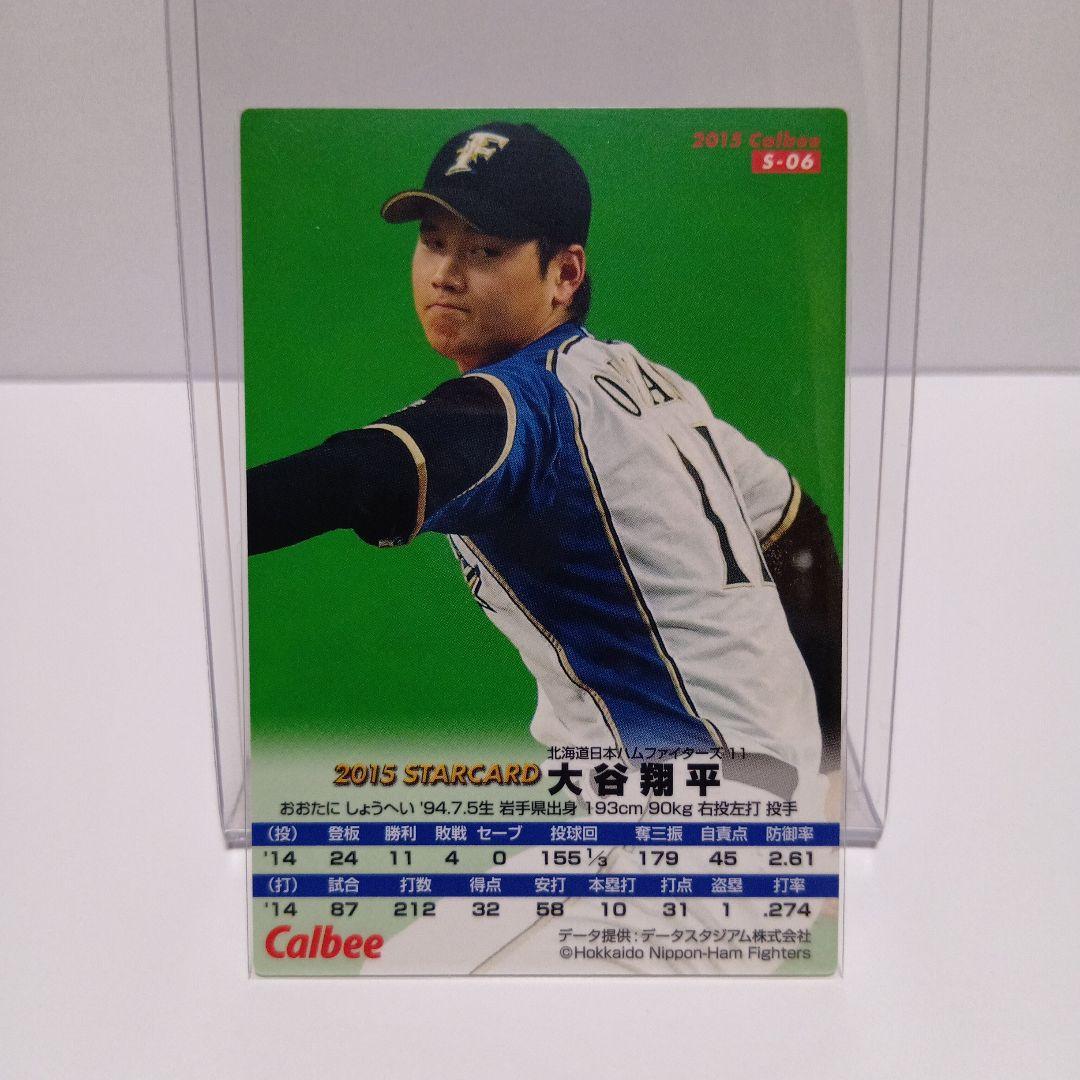 F
2015 Calbee
S-06
11
北海道日本ハムファイターズ 11
2015 STARCARD 大谷翔平
おおたに しょうへい '94.7.5生 岩手県出身 193cm 90kg 右投左打 投手
(投) 登板 勝利 敗戦 セーブ 投球回 奪三振 自責点 防御率
'14 24 11 4 0 155 1/3 179 45 2.61
(打) 試合 打数 得点 安打 本塁打 打点 盗塁 打率
'14 87 212 32 58 10 31 1 .274
Calbee
データ提供:データスタジアム株式会社
©Hokkaido Nippon-Ham Fighters